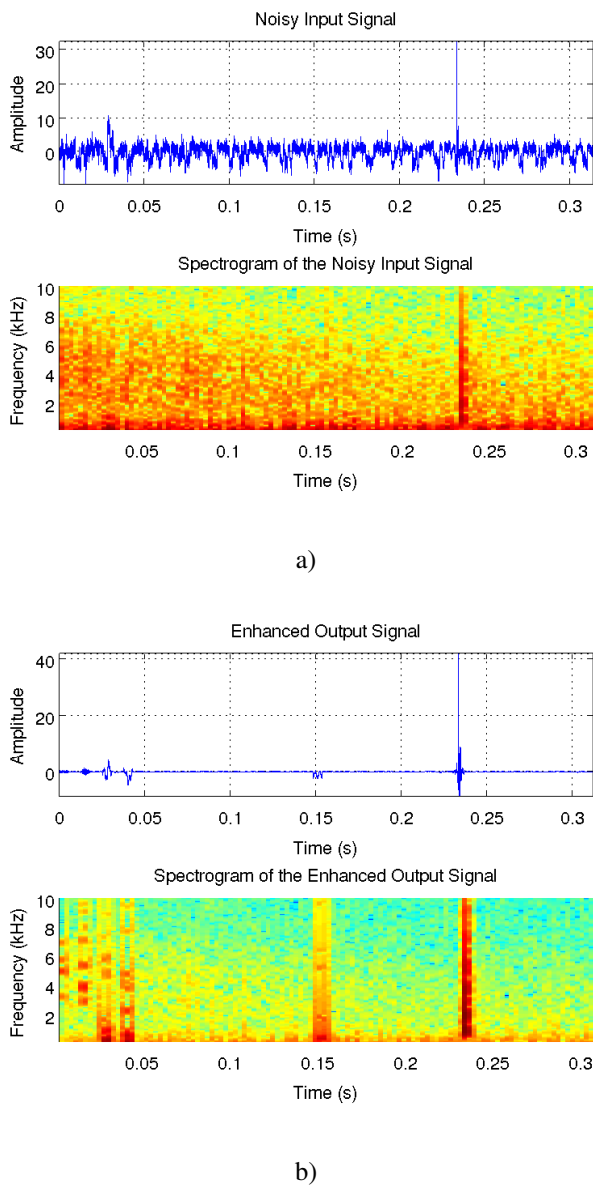 Noisy Input Signal
30
20
10
0
Amplitude
0 0.05 0.1 0.15 0.2 0.25 0.3
Time (s)
Spectrogram of the Noisy Input Signal
10
8
6
4
2
Frequency (kHz)
0.05 0.1 0.15 0.2 0.25 0.3
Time (s)
a)
Enhanced Output Signal
40
20
0
Amplitude
0 0.05 0.1 0.15 0.2 0.25 0.3
Time (s)
Spectrogram of the Enhanced Output Signal
10
8
6
4
2
Frequency (kHz)
0.05 0.1 0.15 0.2 0.25 0.3
Time (s)
b)